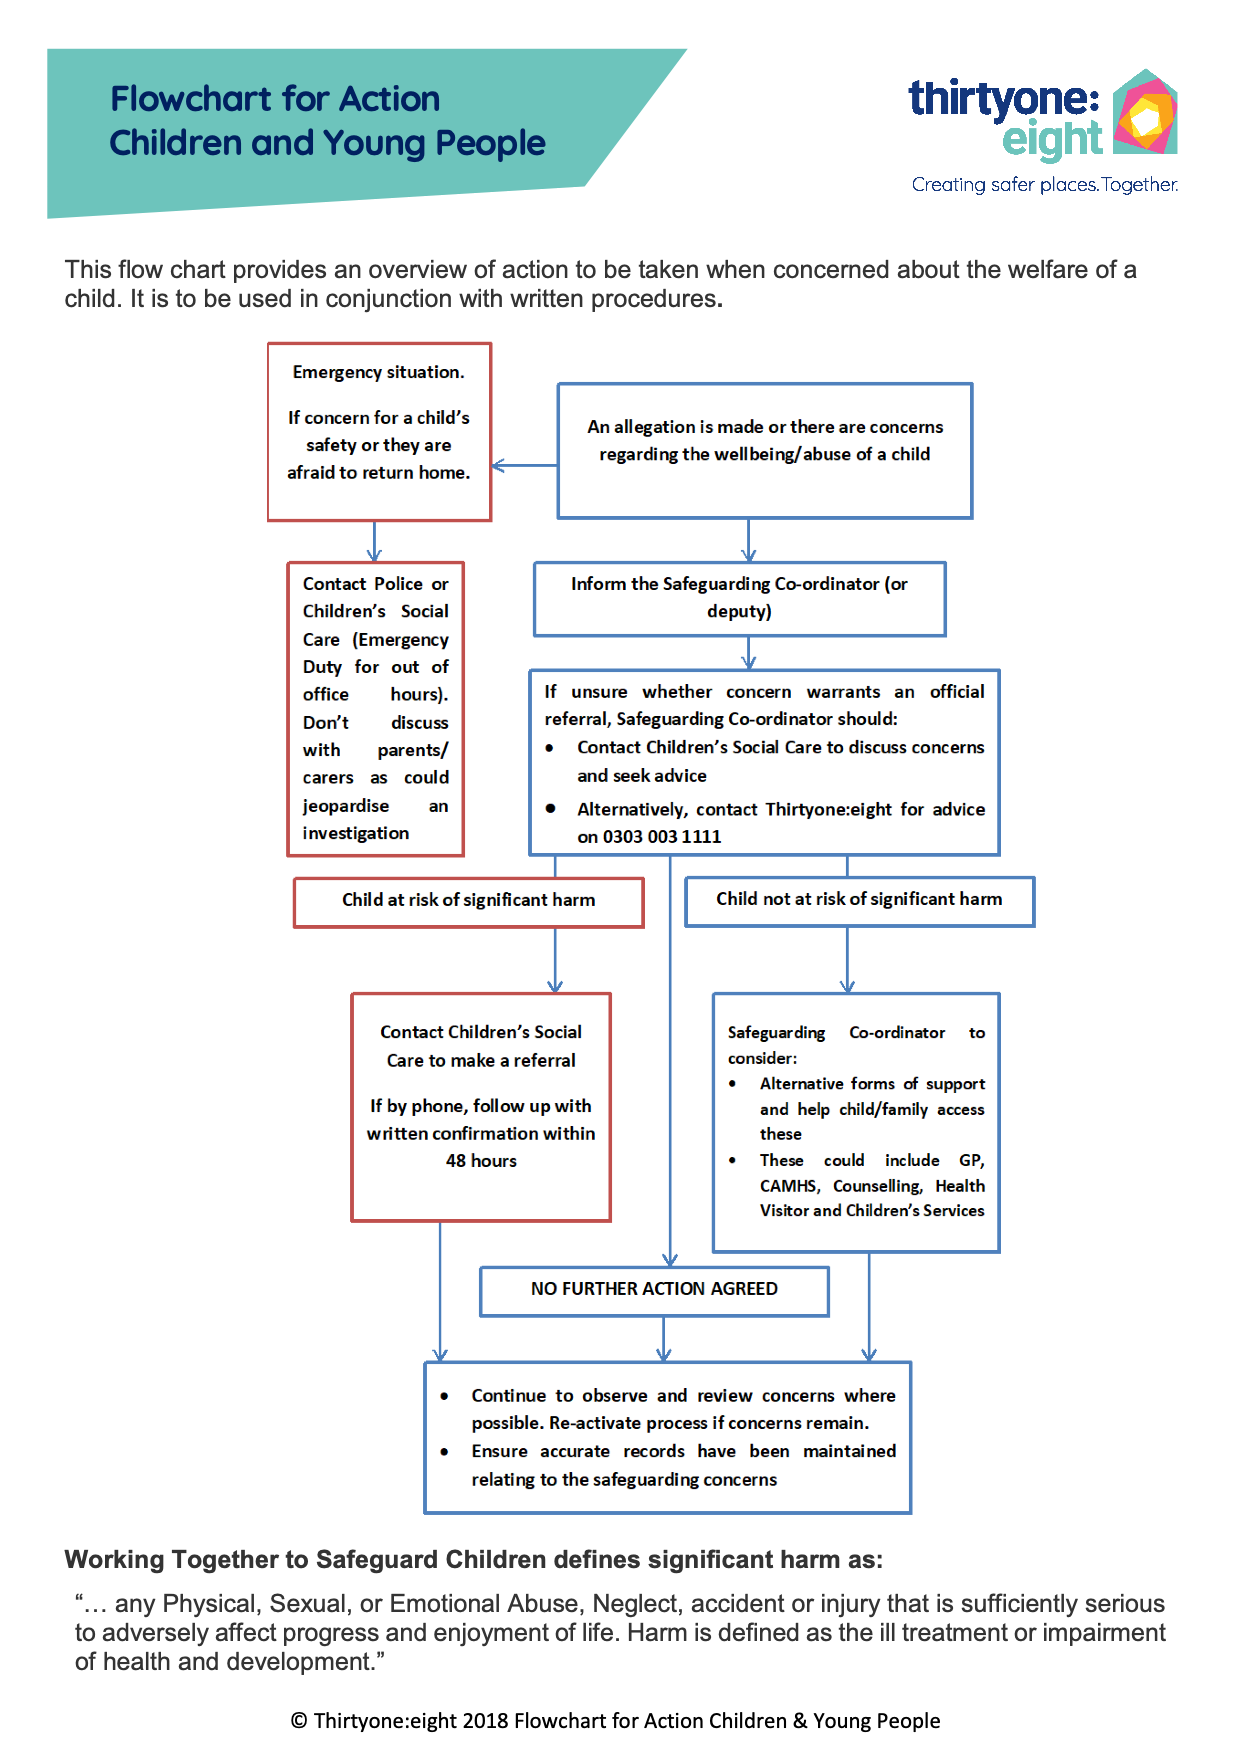 Flowchart for Action
Children and Young People
thirtyone:
eight
Creating safer places. Together.
This flow chart provides an overview of action to be taken when concerned about the welfare of a
child. It is to be used in conjunction with written procedures.
Emergency situation.
If concern for a child's
safety or they are
afraid to return home.
An allegation is made or there are concerns
regarding the wellbeing/abuse of a child
Contact Police or
Children's Social
Care (Emergency
Duty for out of
office hours).
Don't discuss
with parents/
carers as could
jeopardise an
investigation
Inform the Safeguarding Co-ordinator (or
deputy)
If unsure whether concern warrants an official
referral, Safeguarding Co-ordinator should:
• Contact Children's Social Care to discuss concerns
and seek advice
• Alternatively, contact Thirtyone:eight for advice
on 0303 003 1111
Child at risk of significant harm
Child not at risk of significant harm
Contact Children's Social
Care to make a referral
If by phone, follow up with
written confirmation within
48 hours
Safeguarding Co-ordinator to
consider:
• Alternative forms of support
and help child/family access
these
• These could include GP,
CAMHS, Counselling, Health
Visitor and Children's Services
NO FURTHER ACTION AGREED
• Continue to observe and review concerns where
possible. Re-activate process if concerns remain.
• Ensure accurate records have been maintained
relating to the safeguarding concerns
Working Together to Safeguard Children defines significant harm as:
“… any Physical, Sexual, or Emotional Abuse, Neglect, accident or injury that is sufficiently serious
to adversely affect progress and enjoyment of life. Harm is defined as the ill treatment or impairment
of health and development.”
© Thirtyone:eight 2018 Flowchart for Action Children & Young People